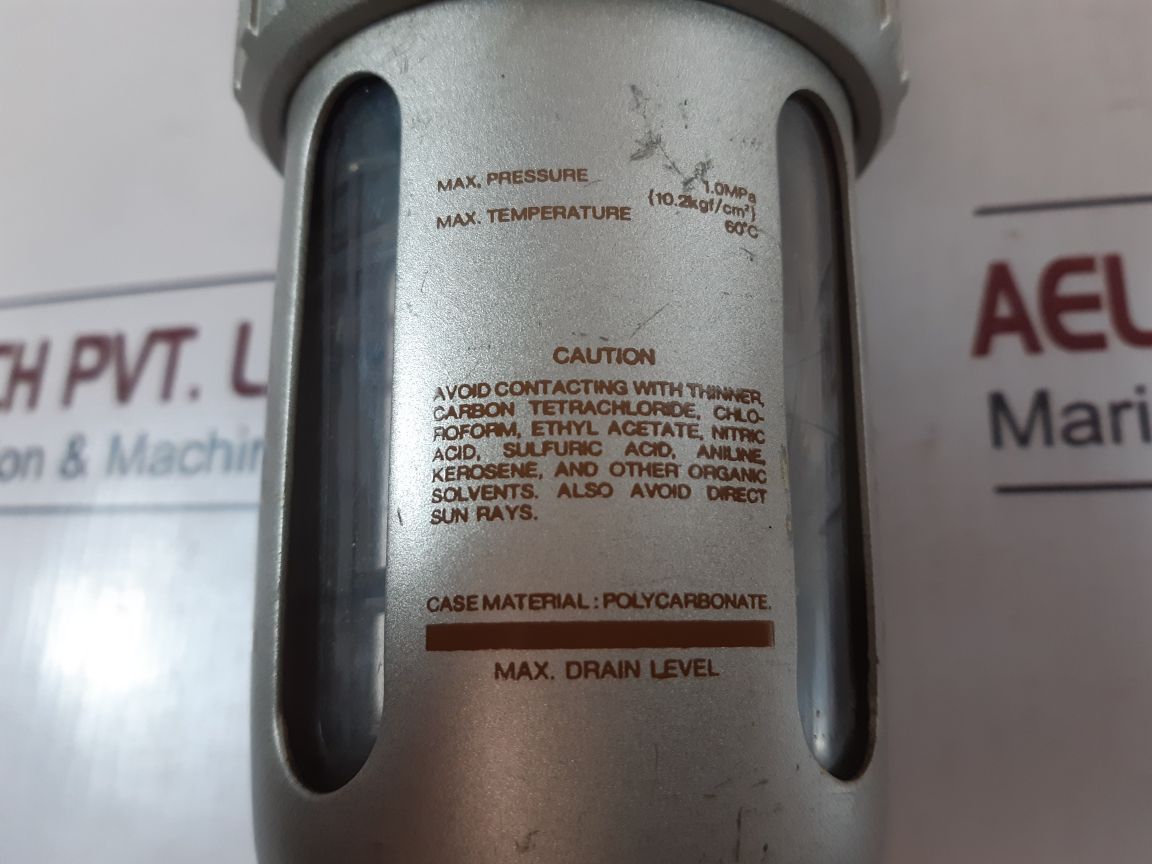 MAX. PRESSURE 1.0MPa
{10.2kgf/cm²}
MAX. TEMPERATURE 60°C
CAUTION
AVOID CONTACTING WITH THINNER,
CARBON TETRACHLORIDE, CHLO-
ROFORM, ETHYL ACETATE, NITRIC
ACID, SULFURIC ACID, ANILINE,
KEROSENE, AND OTHER ORGANIC
SOLVENTS. ALSO AVOID DIRECT
SUN RAYS.
CASE MATERIAL : POLYCARBONATE.
MAX. DRAIN LEVEL
CH PVT. L
on & Machin
AEL
Mari